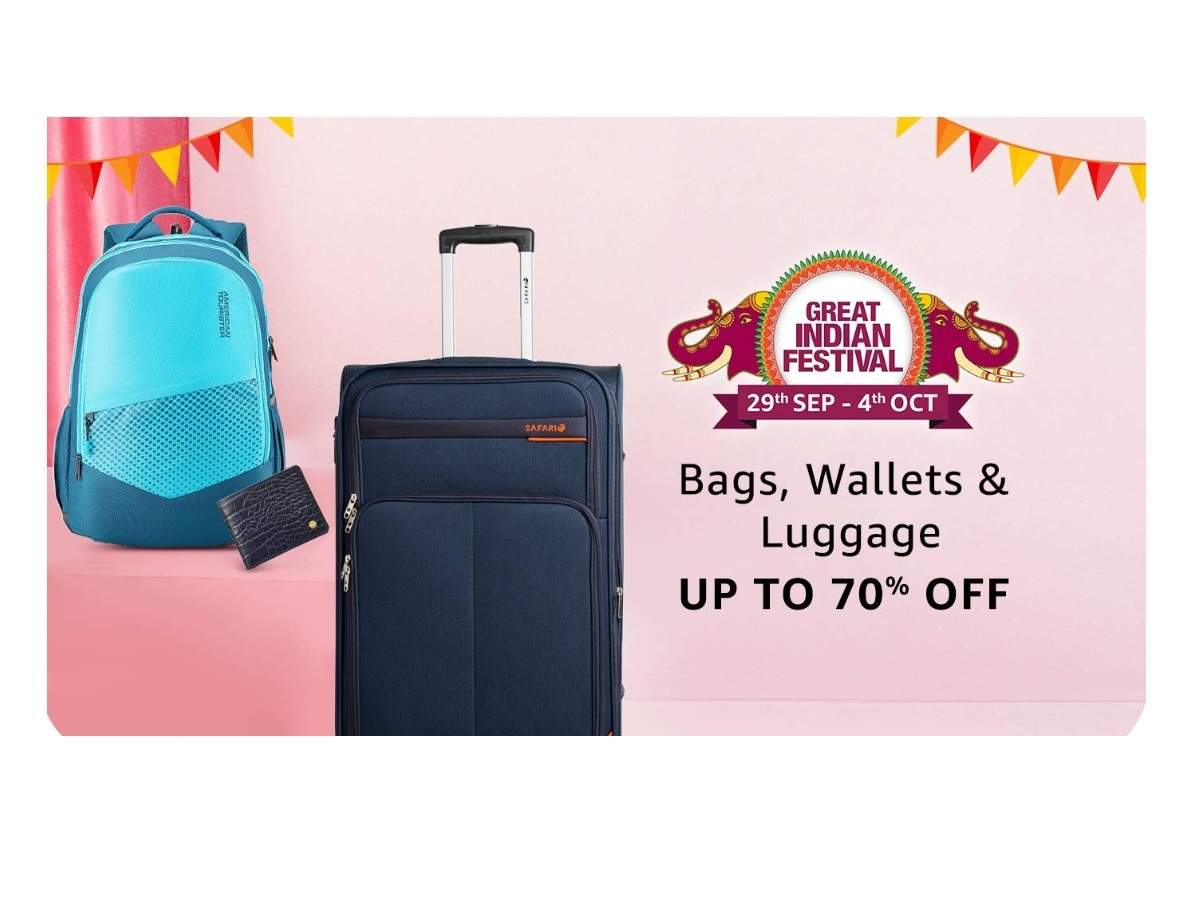 AMERICAN
TOURISTER
SAFARI
SAFARI
GREAT
INDIAN
FESTIVAL
29th SEP - 4th OCT
Bags, Wallets &
Luggage
UP TO 70% OFF